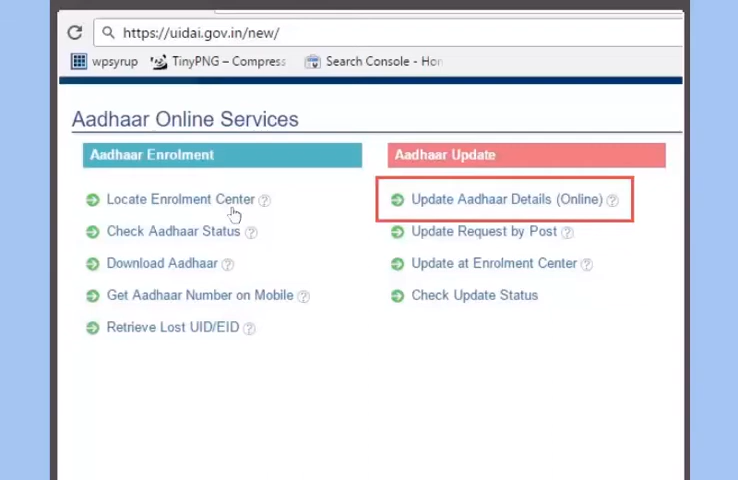 https://uidai.gov.in/new/
wpsyrup TinyPNG – Compress Search Console - Hom
Aadhaar Online Services
Aadhaar Enrolment
Locate Enrolment Center ?
Check Aadhaar Status ?
Download Aadhaar ?
Get Aadhaar Number on Mobile ?
Retrieve Lost UID/EID ?
Aadhaar Update
Update Aadhaar Details (Online) ?
Update Request by Post ?
Update at Enrolment Center ?
Check Update Status